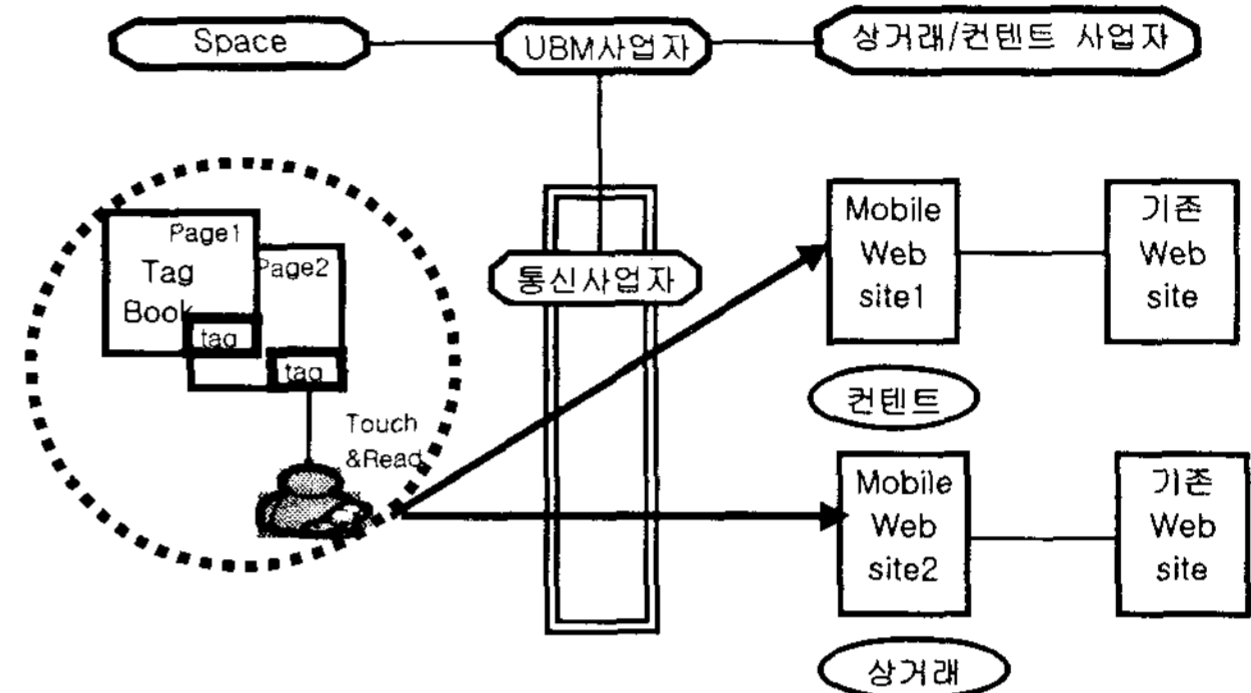 Space
UBM사업자
상거래/컨텐트 사업자
Page1
Tag
Book
tag
Page2
tag
Touch
&Read
통신사업자
Mobile
Web
site1
기존
Web
site
컨텐트
Mobile
Web
site2
기존
Web
site
상거래